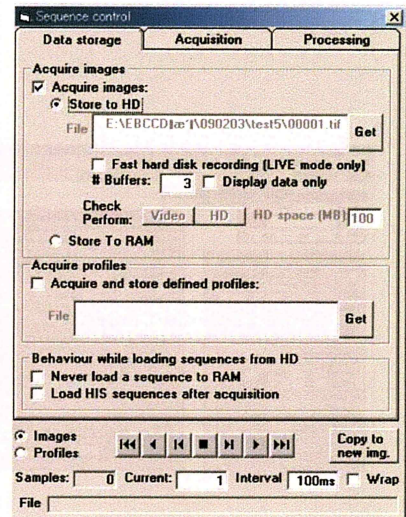 Sequence control
Data storage Acquisition Processing
Acquire images
Acquire images:
Store to HD
File Get
Fast hard disk recording (LIVE mode only)
# Buffers: 3 Display data only
Check
Perform: Video HD HD space (MB) 100
Store To RAM
Acquire profiles
Acquire and store defined profiles:
File Get
Behaviour while loading sequences from HD
Never load a sequence to RAM
Load HIS sequences after acquisition
Images
Profiles
Copy to
new img.
Samples: 0 Current: 1 Interval 100ms Wrap
File